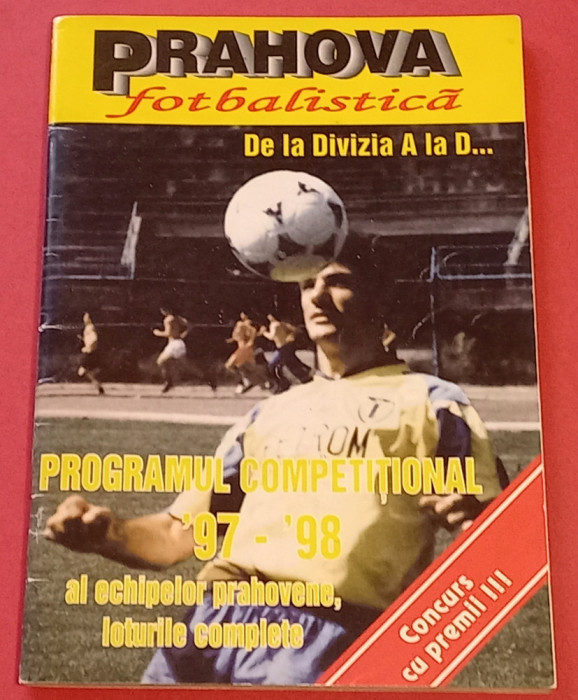 PRAHOVA
fotbalistică
De la Divizia A la D...
PROGRAMUL COMPETIȚIONAL
'97 - '98
al echipelor prahovene,
loturile complete
Concurs
cu premii !!!